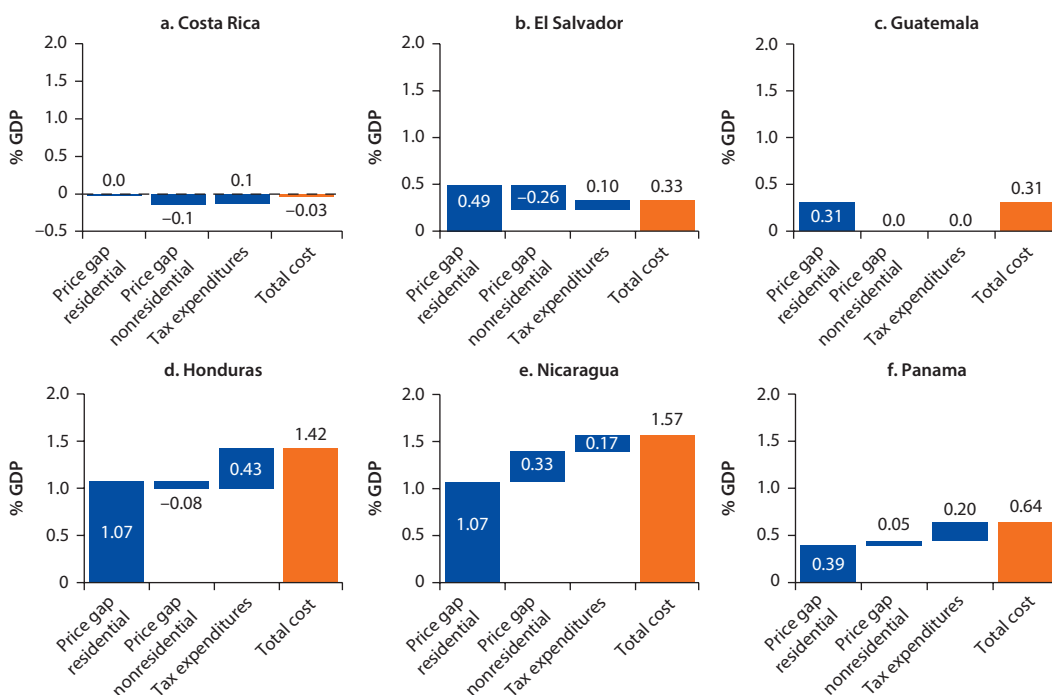 a. Costa Rica
% GDP
2.0
1.5
1.0
0.5
0
–0.5
0.0
–0.1
0.1
–0.03
Price gap
residential
Price gap
nonresidential
Tax expenditures
Total cost
b. El Salvador
% GDP
2.0
1.5
1.0
0.5
0
0.49
–0.26
0.10
0.33
Price gap
residential
Price gap
nonresidential
Tax expenditures
Total cost
c. Guatemala
% GDP
2.0
1.5
1.0
0.5
0
0.31
0.0
0.0
0.31
Price gap
residential
Price gap
nonresidential
Tax expenditures
Total cost
d. Honduras
% GDP
2.0
1.5
1.0
0.5
0
1.07
–0.08
0.43
1.42
Price gap
residential
Price gap
nonresidential
Tax expenditures
Total cost
e. Nicaragua
% GDP
2.0
1.5
1.0
0.5
0
1.07
0.33
0.17
1.57
Price gap
residential
Price gap
nonresidential
Tax expenditures
Total cost
f. Panama
% GDP
2.0
1.5
1.0
0.5
0
0.39
0.05
0.20
0.64
Price gap
residential
Price gap
nonresidential
Tax expenditures
Total cost